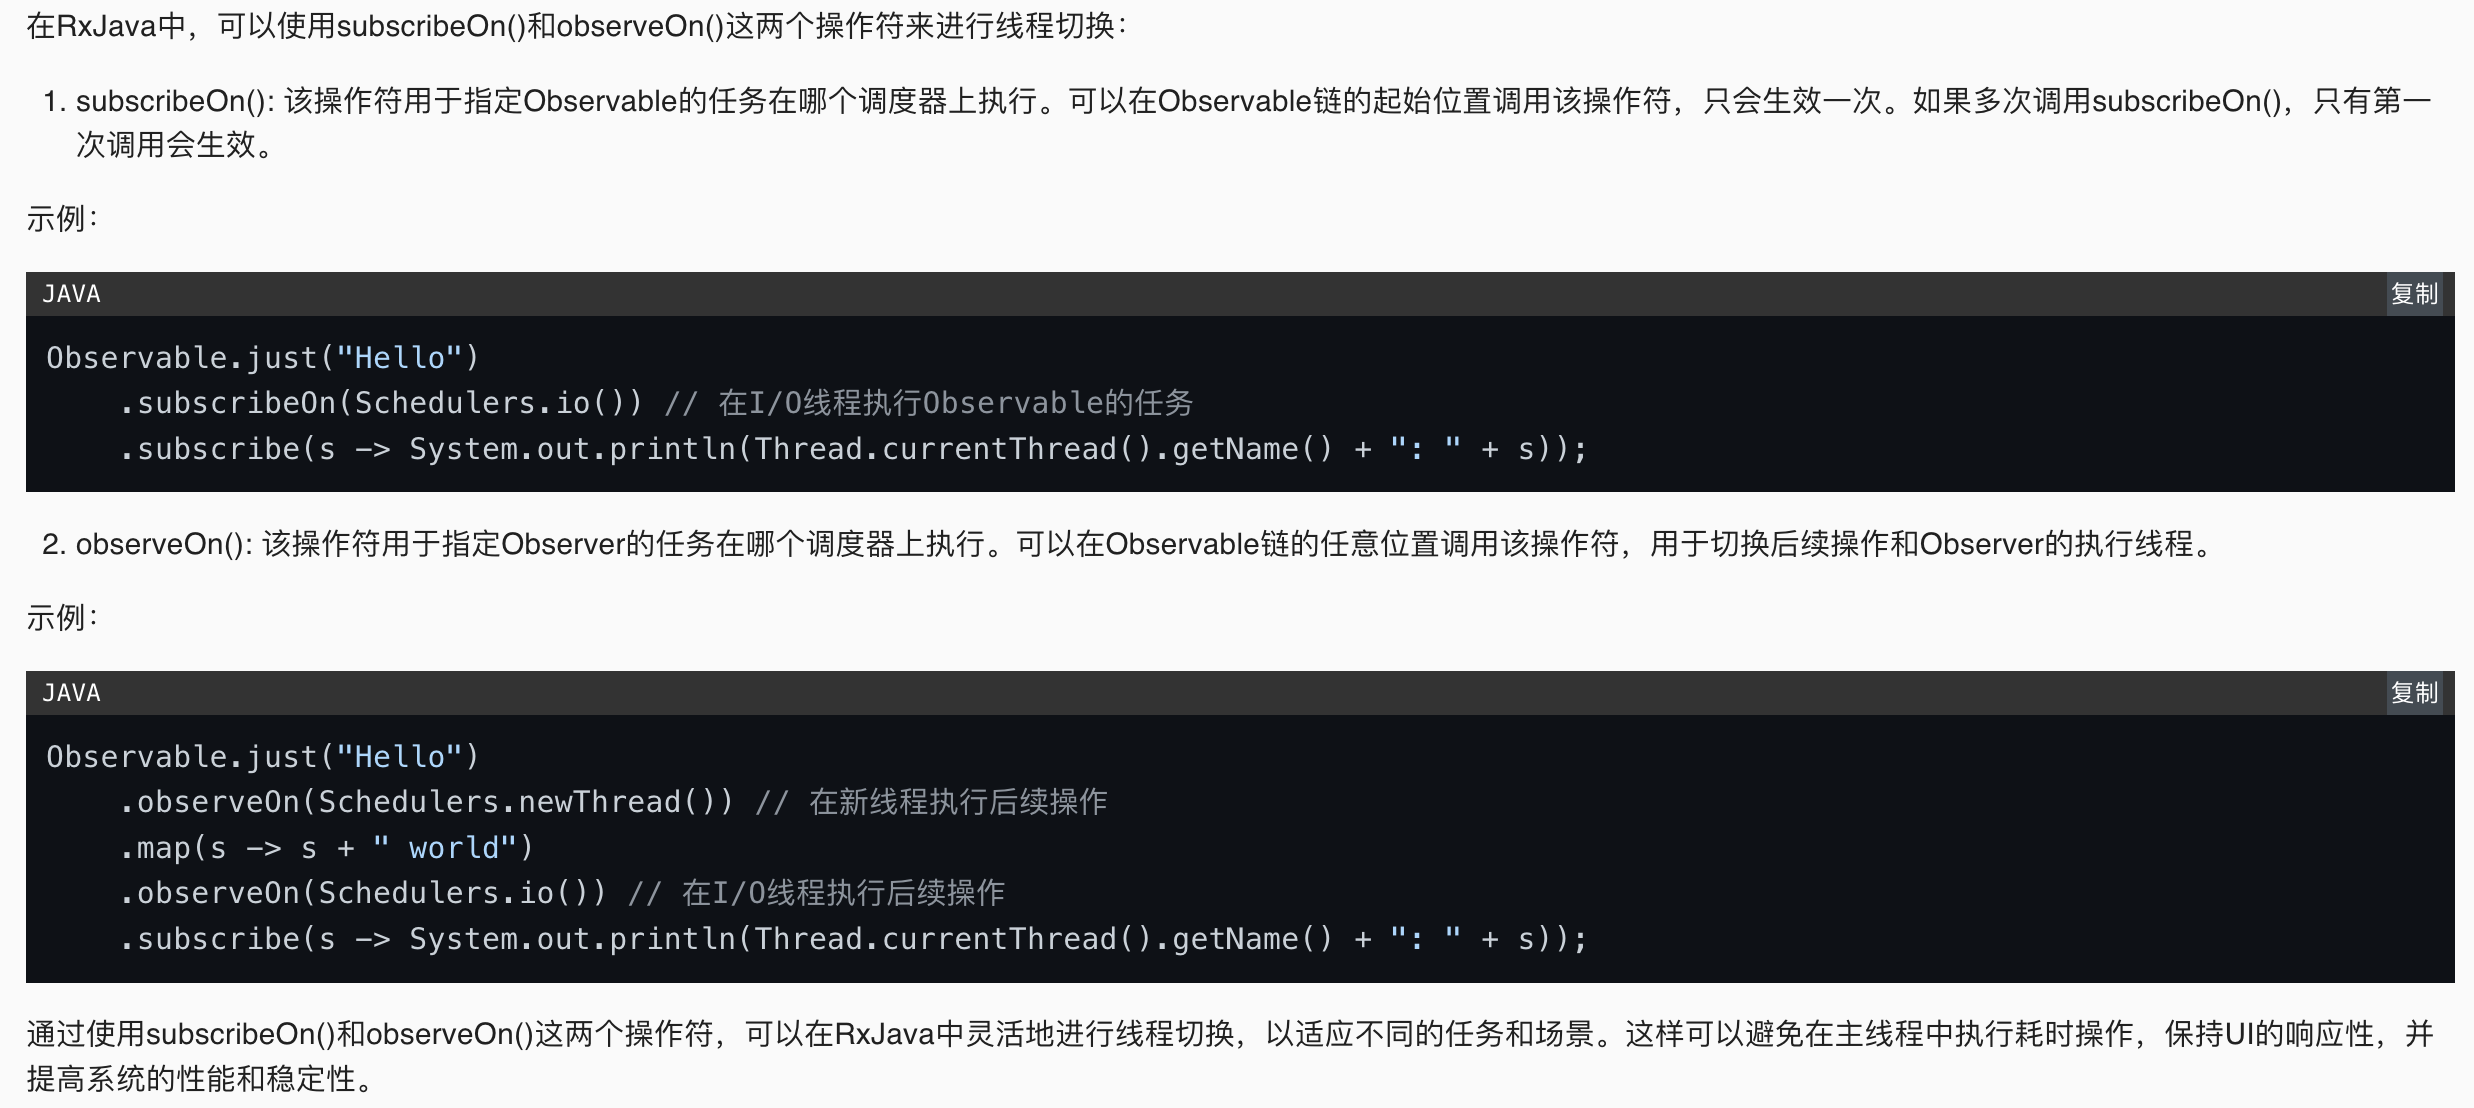 在RxJava中，可以使用subscribeOn()和observeOn()这两个操作符来进行线程切换：
1. subscribeOn(): 该操作符用于指定Observable的任务在哪个调度器上执行。可以在Observable链的起始位置调用该操作符，只会生效一次。如果多次调用subscribeOn()，只有第一
次调用会生效。
示例：
JAVA 复制
Observable.just("Hello")
    .subscribeOn(Schedulers.io()) // 在I/O线程执行Observable的任务
    .subscribe(s -> System.out.println(Thread.currentThread().getName() + ": " + s));
2. observeOn(): 该操作符用于指定Observer的任务在哪个调度器上执行。可以在Observable链的任意位置调用该操作符，用于切换后续操作和Observer的执行线程。
示例：
JAVA 复制
Observable.just("Hello")
    .observeOn(Schedulers.newThread()) // 在新线程执行后续操作
    .map(s -> s + " world")
    .observeOn(Schedulers.io()) // 在I/O线程执行后续操作
    .subscribe(s -> System.out.println(Thread.currentThread().getName() + ": " + s));
通过使用subscribeOn()和observeOn()这两个操作符，可以在RxJava中灵活地进行线程切换，以适应不同的任务和场景。这样可以避免在主线程中执行耗时操作，保持UI的响应性，并
提高系统的性能和稳定性。